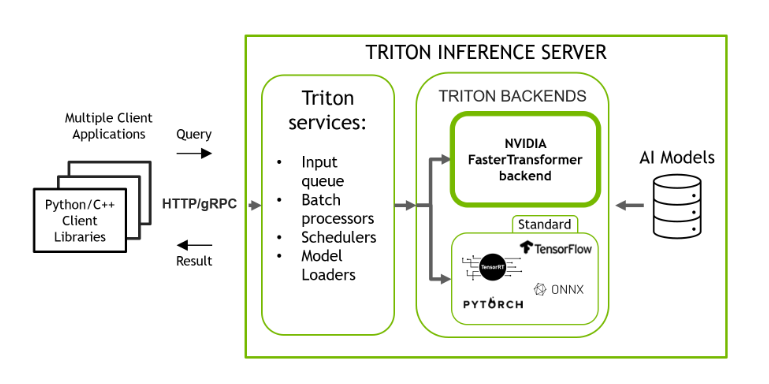 TRITON INFERENCE SERVER
Multiple Client
Applications
Query
Python/C++
Client
Libraries
HTTP/gRPC
Result
Triton
services:
• Input
queue
• Batch
processors
• Schedulers
• Model
Loaders
TRITON BACKENDS
NVIDIA
FasterTransformer
backend
Standard
TensorFlow
TensorRT
ONNX
PYTORCH
AI Models